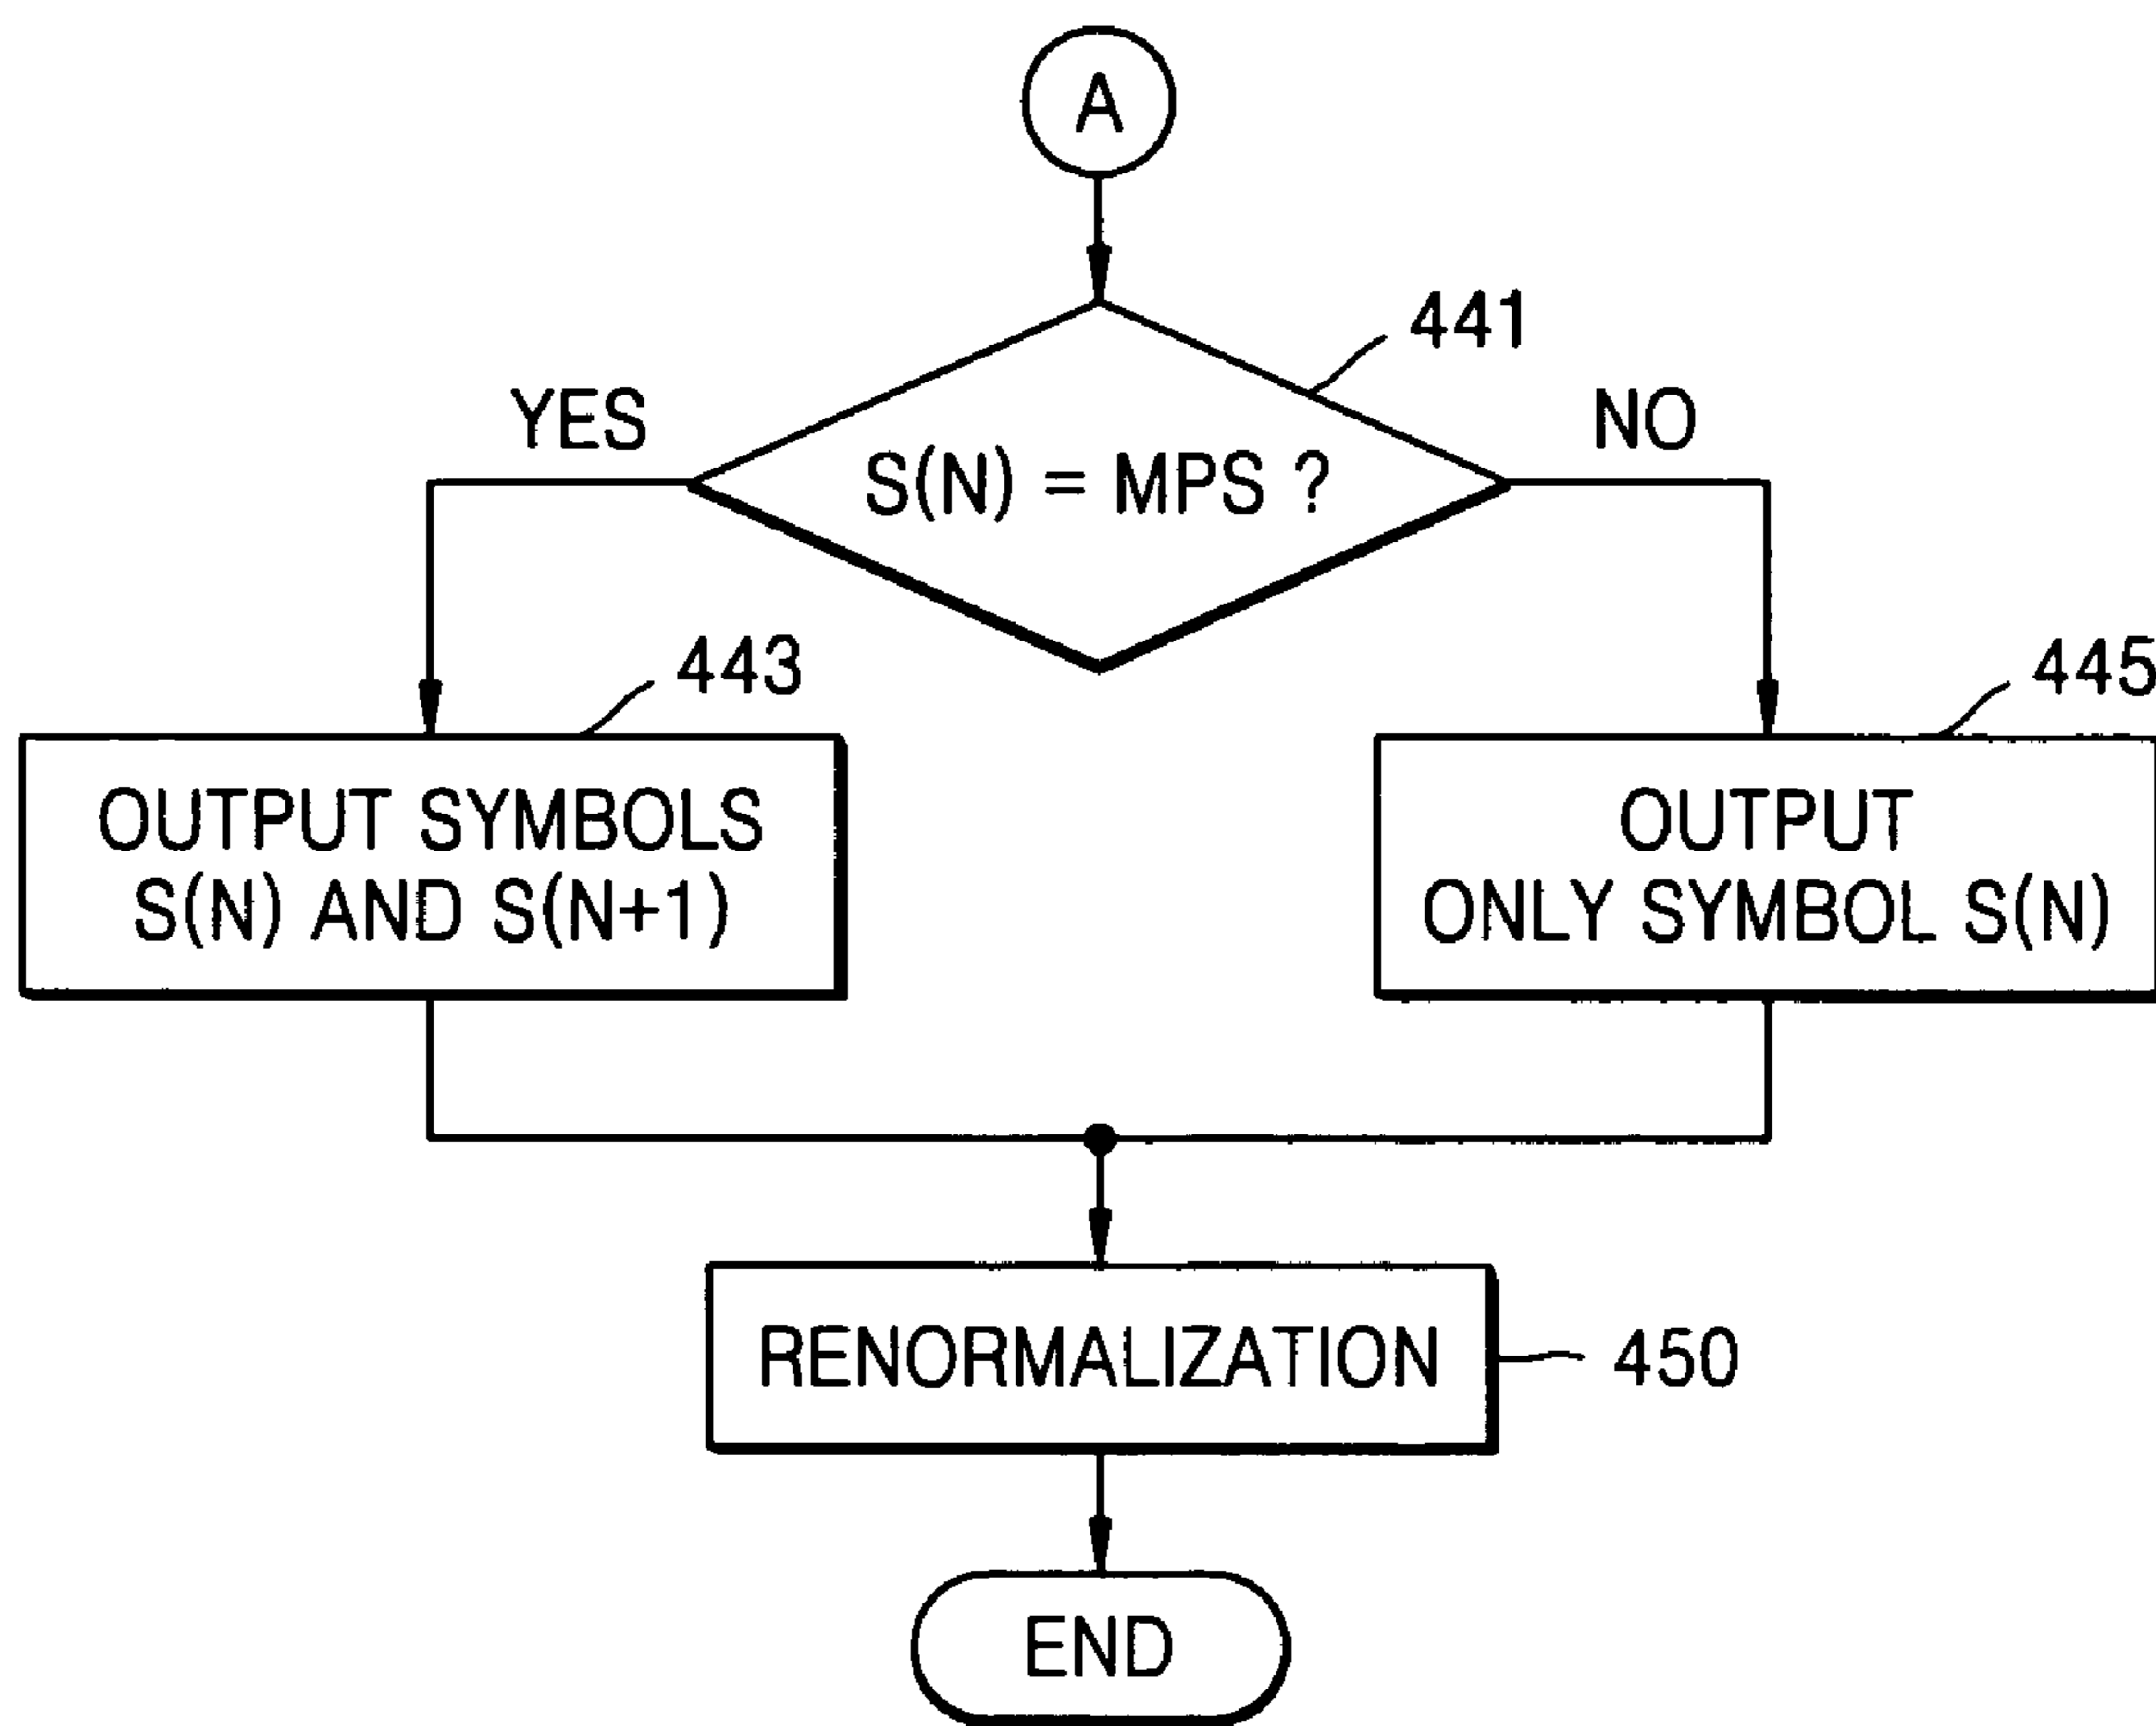 A
441
YES
NO
S(N) = MPS ?
443
445
OUTPUT SYMBOLS
S(N) AND S(N+1)
OUTPUT
ONLY SYMBOL S(N)
RENORMALIZATION
450
END